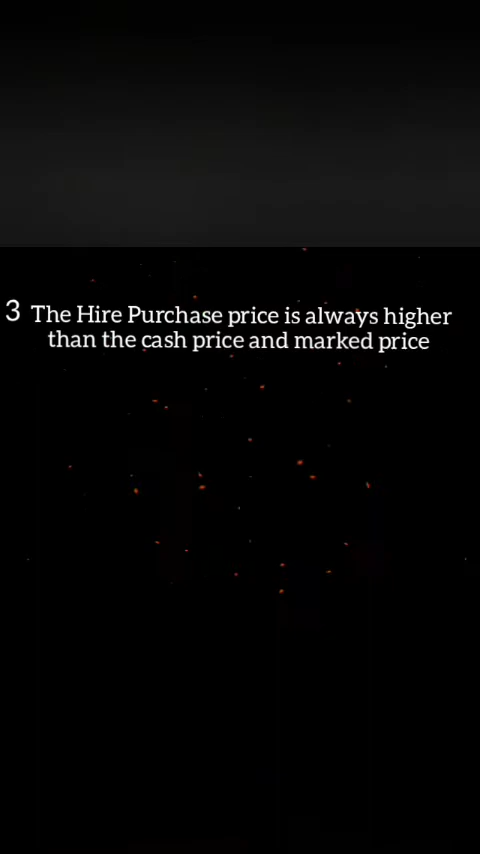 3 The Hire Purchase price is always higher
than the cash price and marked price